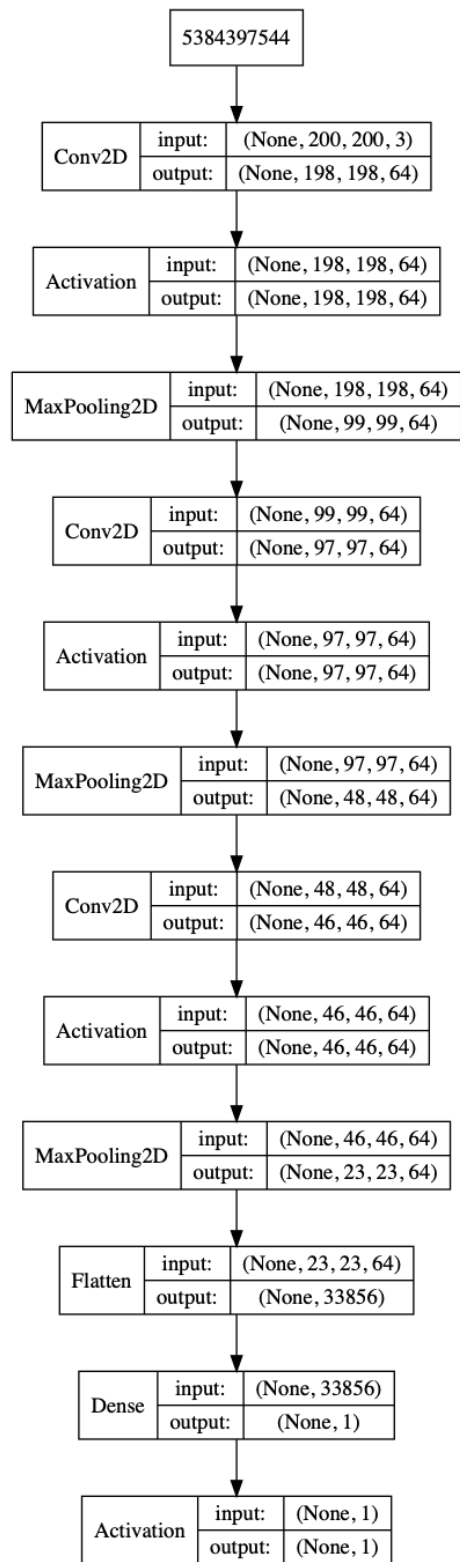 5384397544
Conv2D input: (None, 200, 200, 3)
output: (None, 198, 198, 64)
Activation input: (None, 198, 198, 64)
output: (None, 198, 198, 64)
MaxPooling2D input: (None, 198, 198, 64)
output: (None, 99, 99, 64)
Conv2D input: (None, 99, 99, 64)
output: (None, 97, 97, 64)
Activation input: (None, 97, 97, 64)
output: (None, 97, 97, 64)
MaxPooling2D input: (None, 97, 97, 64)
output: (None, 48, 48, 64)
Conv2D input: (None, 48, 48, 64)
output: (None, 46, 46, 64)
Activation input: (None, 46, 46, 64)
output: (None, 46, 46, 64)
MaxPooling2D input: (None, 46, 46, 64)
output: (None, 23, 23, 64)
Flatten input: (None, 23, 23, 64)
output: (None, 33856)
Dense input: (None, 33856)
output: (None, 1)
Activation input: (None, 1)
output: (None, 1)